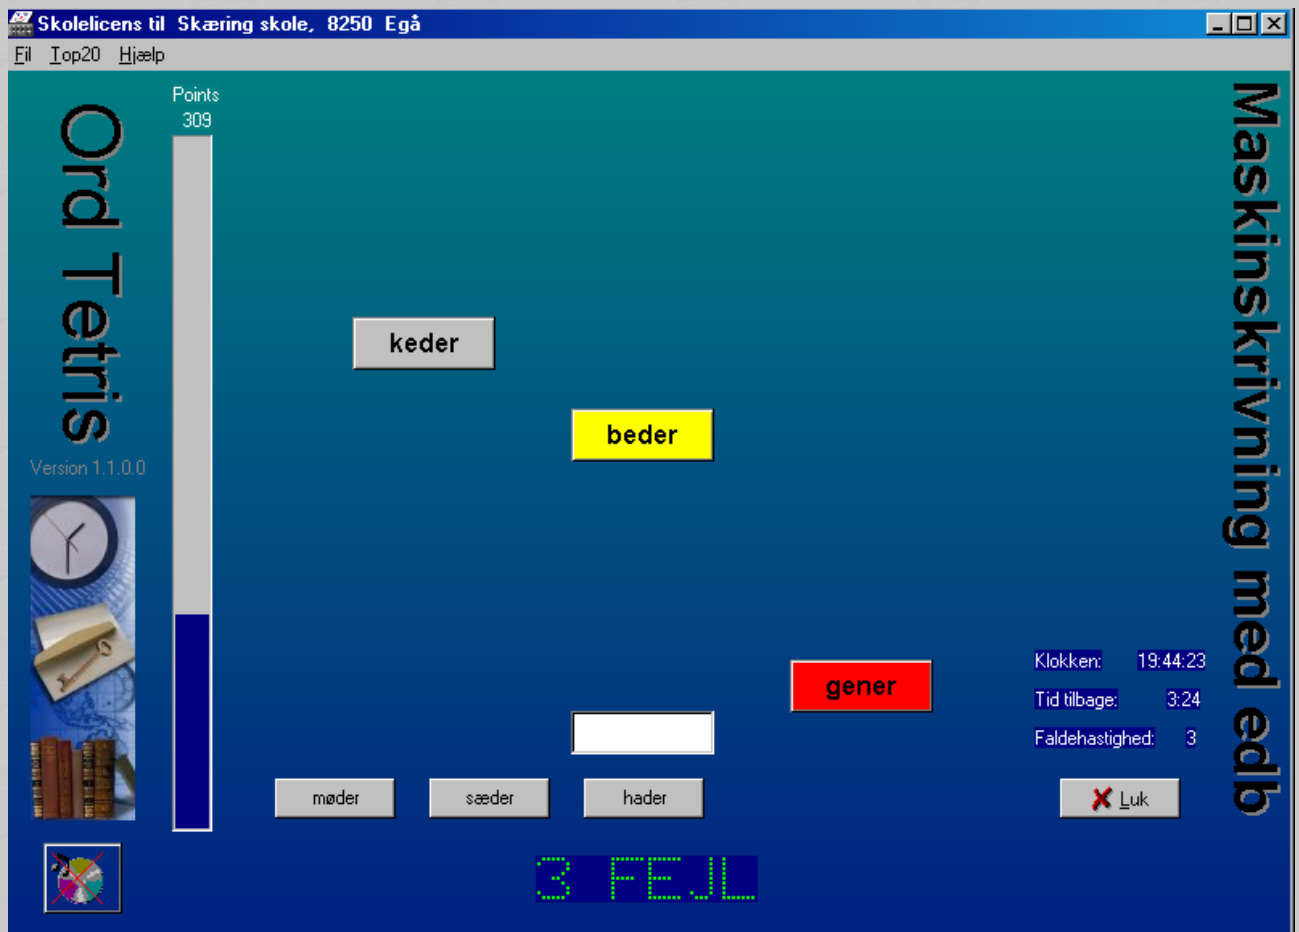 Skolelicens til Skæring skole, 8250 Egå
Fil Top20 Hjælp
Ord Tetris
Version 1.1.0.0
Points
309
keder
beder
gener
møder sæder hader
3 FEJL
Klokken: 19:44:23
Tid tilbage: 3:24
Faldehastighed: 3
Luk
Maskinskrivning med edb